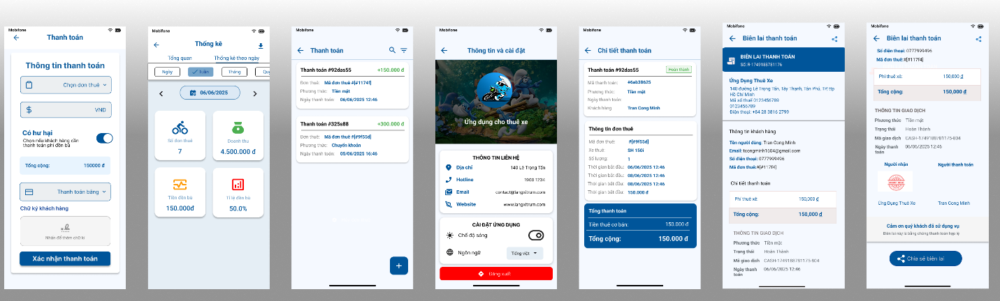 Mobifone
Thanh toán
Thông tin thanh toán
Chọn đơn thuê
$
VND
Có hư hại
Chọn nếu khách hàng cần
thanh toán phí đền bù
Tổng cộng:
150000 đ
Thanh toán bằng
Chữ ký khách hàng
Nhấn để thêm chữ kí
Xác nhận thanh toán
Mobifone
Thống kê
Tổng quan
Thống kê theo ngày
Ngày
Tuần
Tháng
Qu
06/06/2025
Số đơn thuê
7
Doanh thu
4.500.000 đ
Tiền đền bù
150.000đ
Tỉ lệ đền bù
50.0%
Mobifone
Thanh toán
Thanh toán #92das55
+150.000 đ
Đơn thuê: Mã đơn thuê #[#1174f]
Phương thức: Tiền mặt
Ngày thanh toán: 06/06/2025 12:46
Thanh toán #325s88
+300.000 đ
Đơn thuê: Mã đơn thuê #[#9f55d]
Phương thức: Chuyển khoản
Ngày thanh toán: 05/06/2025 16:46
+
Mobifone
Thông tin và cài đặt
Ứng dụng cho thuê xe
THÔNG TIN LIÊN HỆ
Địa chỉ
140 Lê Trọng Tấn
Hotline
1900 1234
Email
contact@langxitrum.com
Website
www.langxitrum.com
CÀI ĐẶT ỨNG DỤNG
Chế độ sáng
Ngôn ngữ
Tiếng việt
Đăng xuất
Mobifone
Chi tiết thanh toán
Thanh toán #92das55
Hoàn thành
Mã thanh toán: #6ab38625
Phương thức: Tiền mặt
Ngày thanh toán:
Khách hàng Tran Cong Minh
Thông tin đơn thuê
Mã đơn thuê: #[#9f55d]
Xe thuê: SH 150i
Số lượng: 1
Thời gian bắt đầu: 06/06/2025 12:46
Thời gian bắt đầu: 08/06/2025 12:46
Thời gian bắt đầu: 08/06/2025 12:46
Thời gian bắt đầu: 150.000 đ
Tổng thanh toán
Tiền thuê cơ bản:
150.000 đ
Tổng cộng:
150.000 đ
Mobifone
Biên lai thanh toán
BIÊN LAI THANH TOÁN
Số: R-1749188781176
Ứng Dụng Thuê Xe
140 đường Lê Trọng Tấn, Tây Thạnh, Tân Phú, TP, ttp
Hồ Chí Minh
Mã số thuế 0123456789
0123456789
Điện thoại: +84 28 3816 2799
Thông tin khách hàng
Tên người dùng: Tran Cong Minh
Email: tcongminh1604@gmail.com
Số điện thoại: 0777999496
Mã đơn thuê:#[#117f4]
Chi tiết thanh toán
Phí thuê xe:
150,000 đ
Tổng cộng:
150,000 đ
THÔNG TIN GIAO DỊCH
Phương thức Tiền mặt
Trạng thái Hoàn Thành
Mã giao dịch CASH-1749188781175-804
Ngày thanh 06/06/2025 12:46
toán
Mobifone
Biên lai thanh toán
Số điện thoại: 0777999496
Mã đơn thuê:#[#117f4]
Phí thuê xe:
150,000 đ
Tổng cộng:
150,000 đ
THÔNG TIN GIAO DỊCH
Phương thức Tiền mặt
Trạng thái Hoàn Thành
Mã giao dịch CASH-1749188781175-804
Ngày thanh 06/06/2025 12:46
toán
Người nhận
Người thanh toán
Ứng Dụng Thuê Xe
Tran Cong Minh
Cảm ơn quý khách đã sử dụng vụ
Biên lai này là bằng chứng thanh toán hợp lệ
Chia sẻ biên lai